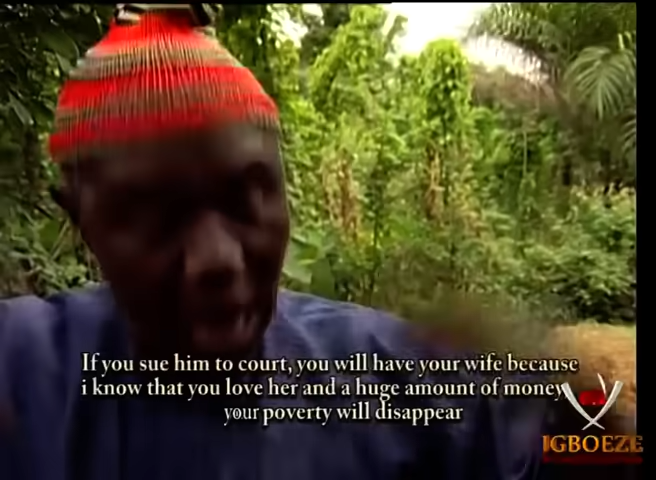 If you sue him to court, you will have your wife because
i know that you love her and a huge amount of money,
your poverty will disappear
IGBOEZE